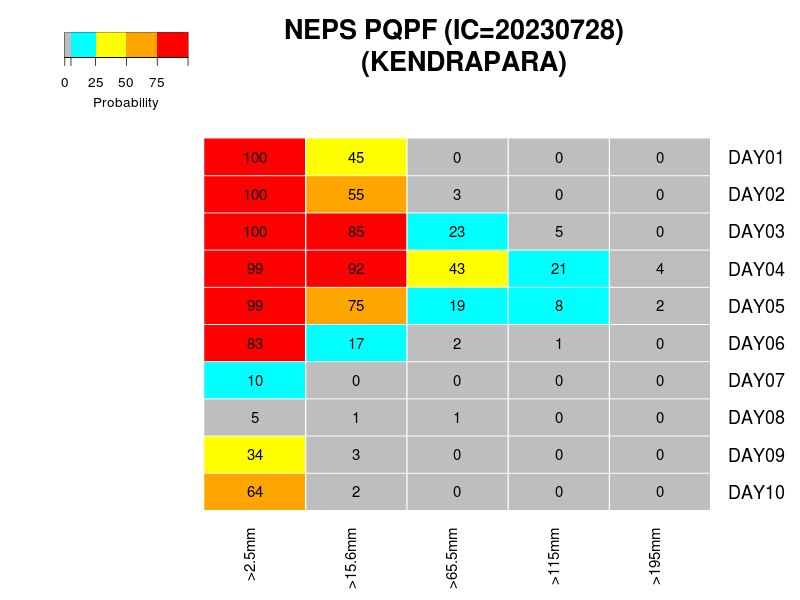 NEPS PQPF (IC=20230728)
(KENDRAPARA)
0 25 50 75
Probability
100 45 0 0 0 DAY01
100 55 3 0 0 DAY02
100 85 23 5 0 DAY03
99 92 43 21 4 DAY04
99 75 19 8 2 DAY05
83 17 2 1 0 DAY06
10 0 0 0 0 DAY07
5 1 1 0 0 DAY08
34 3 0 0 0 DAY09
64 2 0 0 0 DAY10
>2.5mm >15.6mm >65.5mm >115mm >195mm